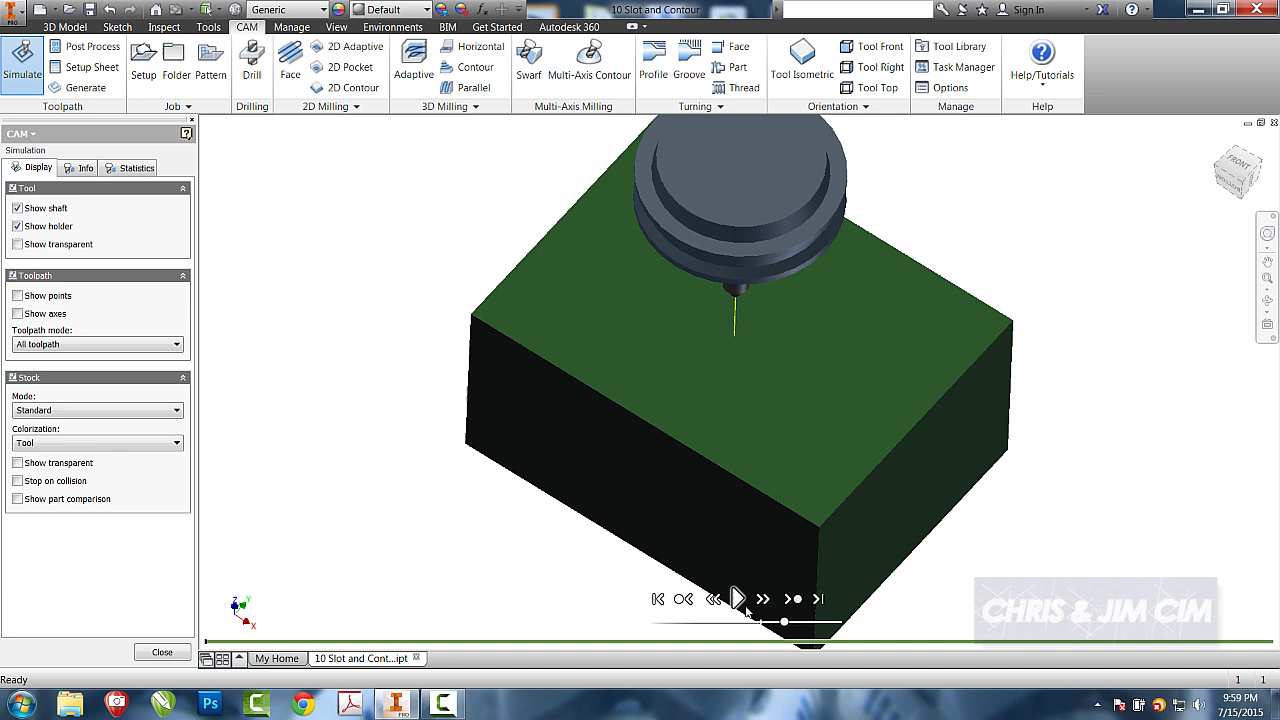 PRO
Generic
Default
10 Slot and Contour
Sign In
3D Model Sketch Inspect Tools CAM Manage View Environments BIM Get Started Autodesk 360
Simulate
Post Process
Setup Sheet
Generate
Toolpath
Setup
Folder
Pattern
Job
Drill
Drilling
Face
2D Adaptive
2D Pocket
2D Contour
2D Milling
Adaptive
Horizontal
Contour
Parallel
3D Milling
Swarf
Multi-Axis Contour
Multi-Axis Milling
Profile
Groove
Face
Part
Thread
Turning
Tool Isometric
Tool Front
Tool Right
Tool Top
Orientation
Tool Library
Task Manager
Options
Manage
Help/Tutorials
Help
CAM
Simulation
Display Info Statistics
Tool
Show shaft
Show holder
Show transparent
Toolpath
Show points
Show axes
Toolpath mode:
All toolpath
Stock
Mode:
Standard
Colorization:
Tool
Show transparent
Stop on collision
Show part comparison
Close
FRONT
BOTTOM
Z
Y
X
CHRIS & JIM CIM
My Home
10 Slot and Cont...ipt
Ready
1 1
Ps
PRO
9:59 PM
7/15/2015